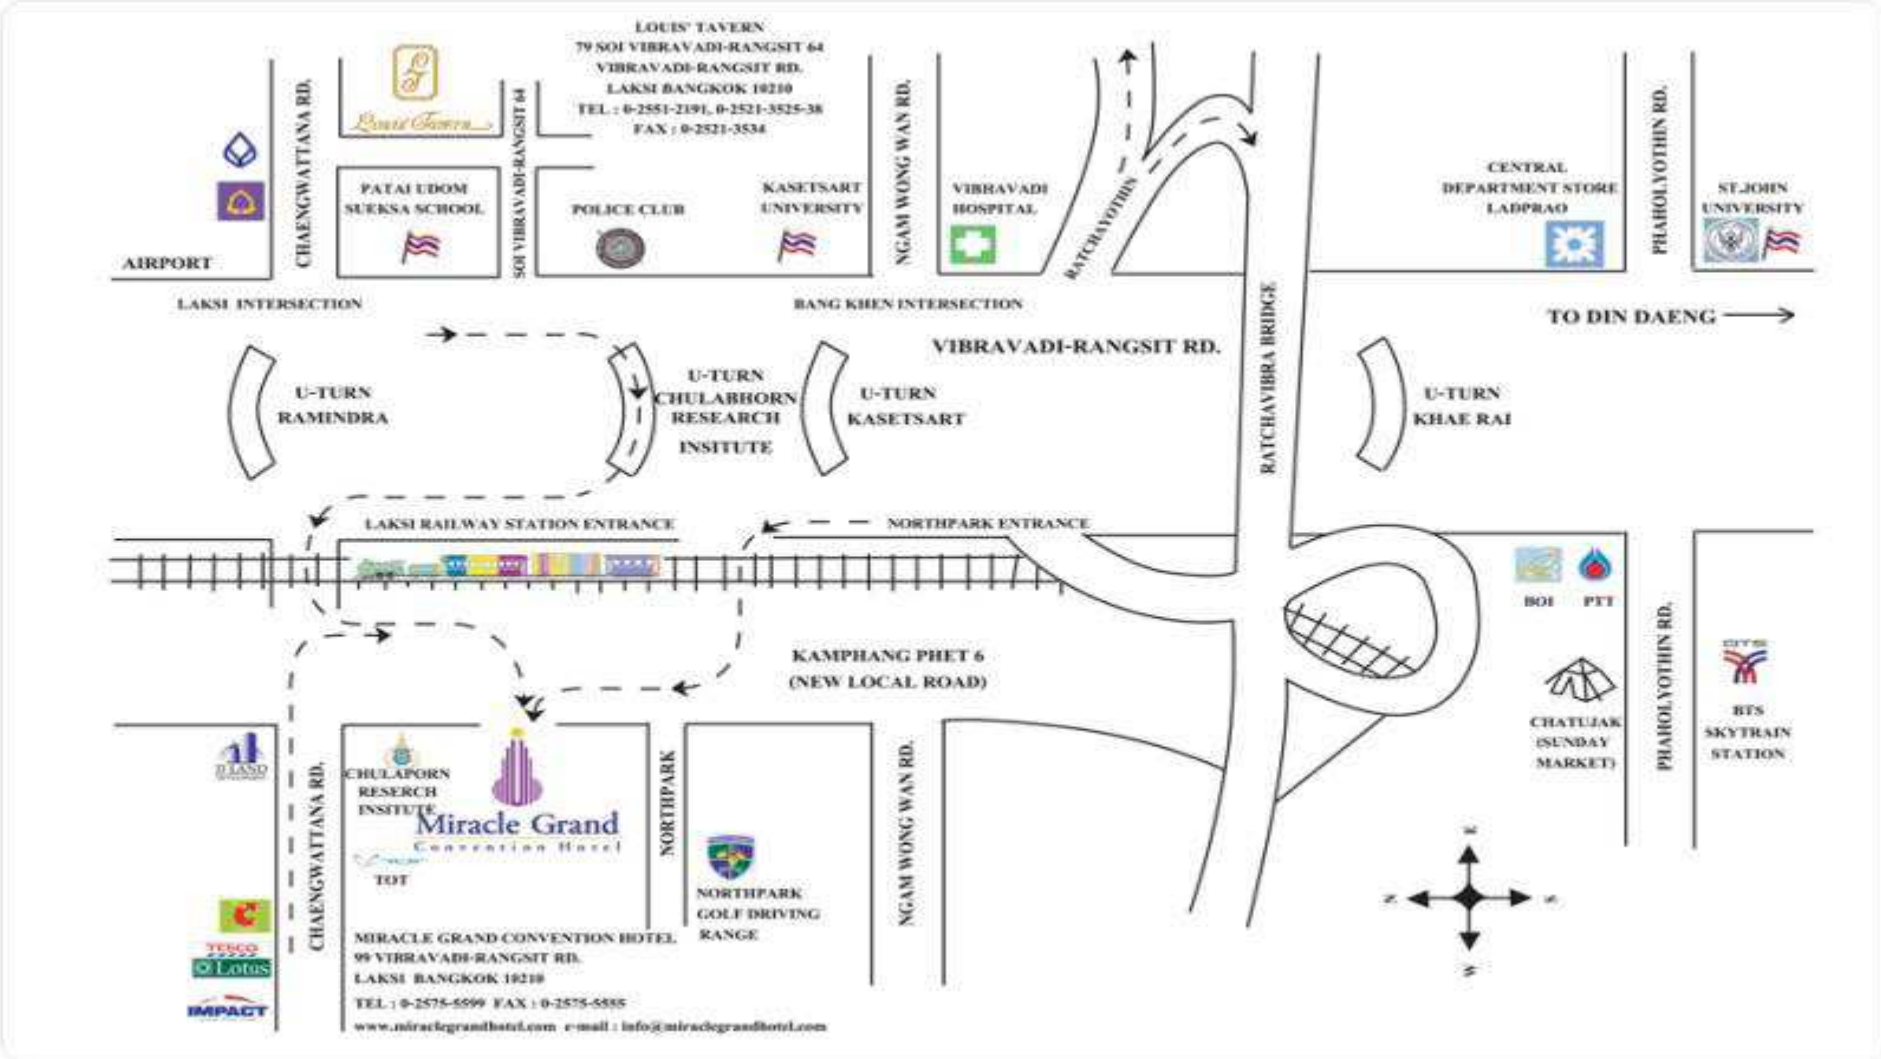 LOUIS' TAVERN
79 SOI VIBRAVADI-RANGSIT 64
VIBRAVADI-RANGSIT RD.
LAKSI BANGKOK 10210
TEL : 0-2551-2191, 0-2521-3525-38
FAX : 0-2521-3534
Louis' Tavern
CHAENGWATTANA RD.
SOI VIBRAVADI-RANGSIT 64
NGAM WONG WAN RD.
PHAHOLYOTHIN RD.
PATAI UDOM
SUEKSA SCHOOL
POLICE CLUB
KASETSART
UNIVERSITY
VIBHAVADI
HOSPITAL
RATCHAYOTHIN
CENTRAL
DEPARTMENT STORE
LADPRAO
ST.JOHN
UNIVERSITY
AIRPORT
LAKSI INTERSECTION
BANG KHEN INTERSECTION
VIBRAVADI-RANGSIT RD.
TO DIN DAENG
RATCHAVIBRA BRIDGE
U-TURN
RAMINDRA
U-TURN
CHULABHORN
RESEARCH
INSITUTE
U-TURN
KASETSART
U-TURN
KHAE RAI
LAKSI RAILWAY STATION ENTRANCE
NORTHPARK ENTRANCE
KAMPHANG PHET 6
(NEW LOCAL ROAD)
BOI
PTT
CHATUJAK
(SUNDAY
MARKET)
PHAHOLYOTHIN RD.
BTS
BTS
SKYTRAIN
STATION
LAND
CHAENGWATTANA RD.
CHULAPORN
RESERCH
INSITUTE
Miracle Grand
Convention Hotel
TOT
NORTHPARK
NORTHPARK
GOLF DRIVING
RANGE
NGAM WONG WAN RD.
TESCO
Lotus
IMPACT
MIRACLE GRAND CONVENTION HOTEL
99 VIBRAVADI-RANGSIT RD.
LAKSI BANGKOK 10210
TEL : 0-2575-5599 FAX : 0-2575-5555
www.miraclegrandhotel.com e-mail : info@miraclegrandhotel.com
E
N
S
W